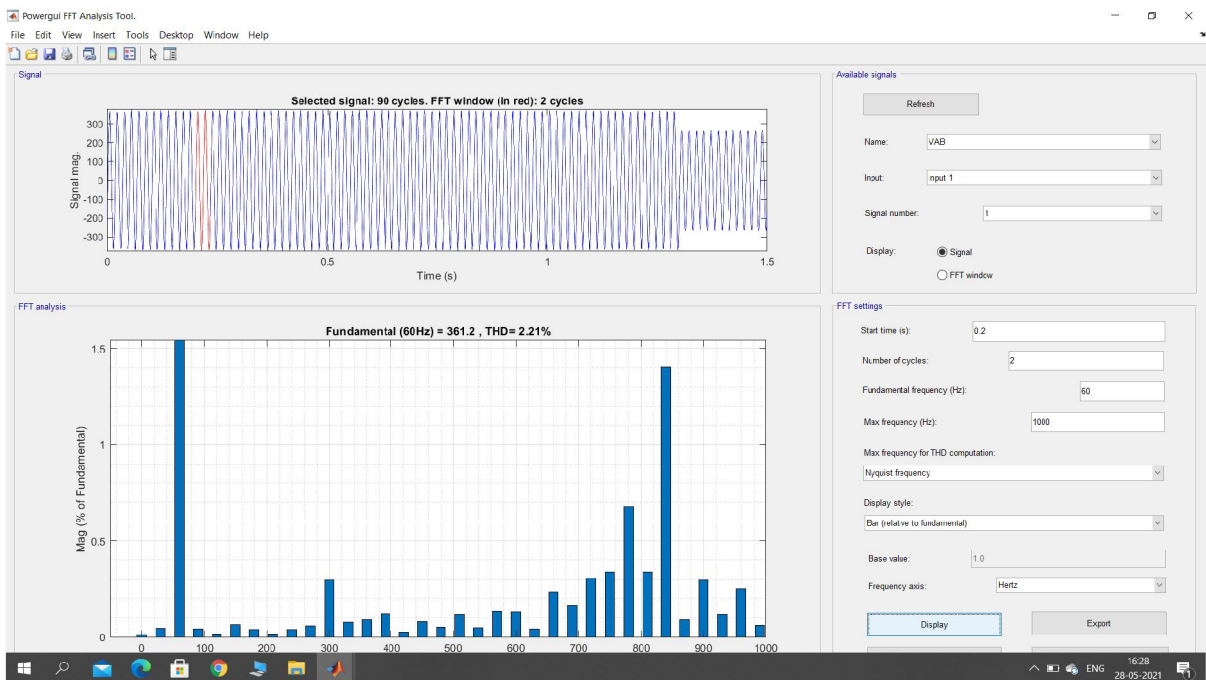 Powergui FFT Analysis Tool.
File Edit View Insert Tools Desktop Window Help
Signal
Selected signal: 90 cycles. FFT window (in red): 2 cycles
300
200
100
0
-100
-200
-300
Signal mag.
0 0.5 1 1.5
Time (s)
FFT analysis
Fundamental (60Hz) = 361.2 , THD= 2.21%
1.5
1
0.5
0
Mag (% of Fundamental)
0 100 200 300 400 500 600 700 800 900 1000
Available signals
Refresh
Name: VAB
Input: input 1
Signal number: 1
Display: Signal
FFT window
FFT settings
Start time (s): 0.2
Number of cycles: 2
Fundamental frequency (Hz): 60
Max frequency (Hz): 1000
Max frequency for THD computation:
Nyquist frequency
Display style:
Bar (relative to fundamental)
Base value: 1.0
Frequency axis: Hertz
Display Export
ENG 16:28
28-05-2021
1